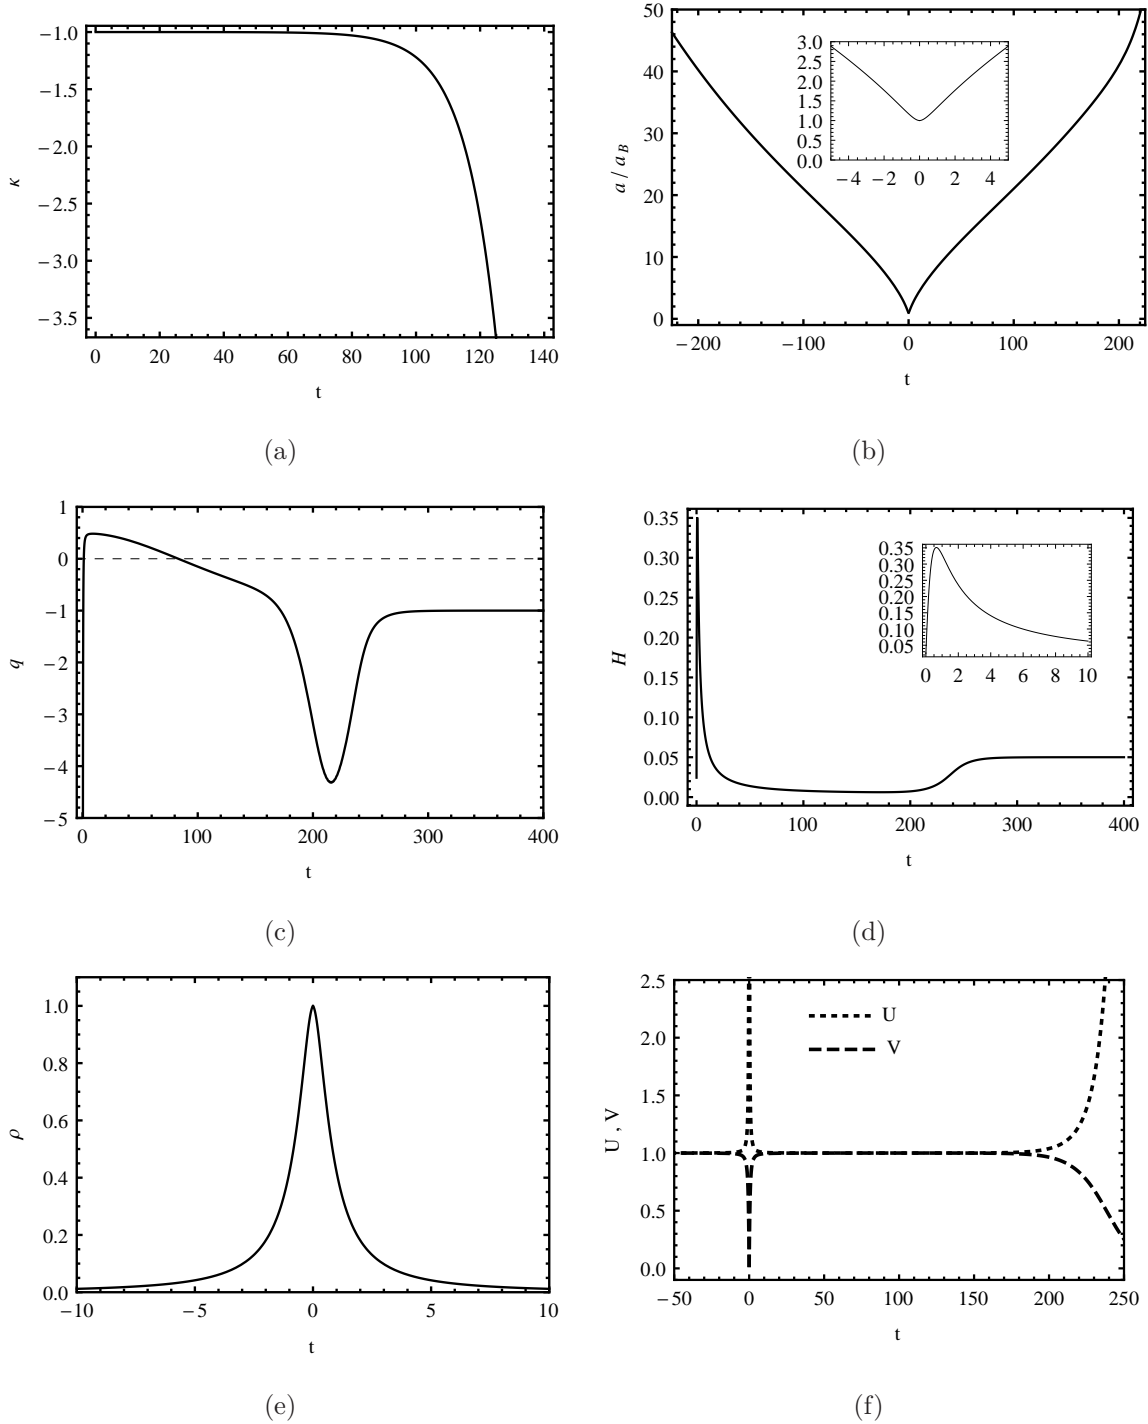 κ
−1.0
−1.5
−2.0
−2.5
−3.0
−3.5
0 20 40 60 80 100 120 140
t
(a)
a / a_B
50
40
30
20
10
0
3.0
2.5
2.0
1.5
1.0
0.5
0.0
−4 −2 0 2 4
−200 −100 0 100 200
t
(b)
q
1
0
−1
−2
−3
−4
−5
0 100 200 300 400
t
(c)
H
0.35
0.30
0.25
0.20
0.15
0.10
0.05
0.00
0.35
0.30
0.25
0.20
0.15
0.10
0.05
0 2 4 6 8 10
0 100 200 300 400
t
(d)
ρ
1.0
0.8
0.6
0.4
0.2
0.0
−10 −5 0 5 10
t
(e)
U , V
2.5
2.0
1.5
1.0
0.5
0.0
U
V
−50 0 50 100 150 200 250
t
(f)